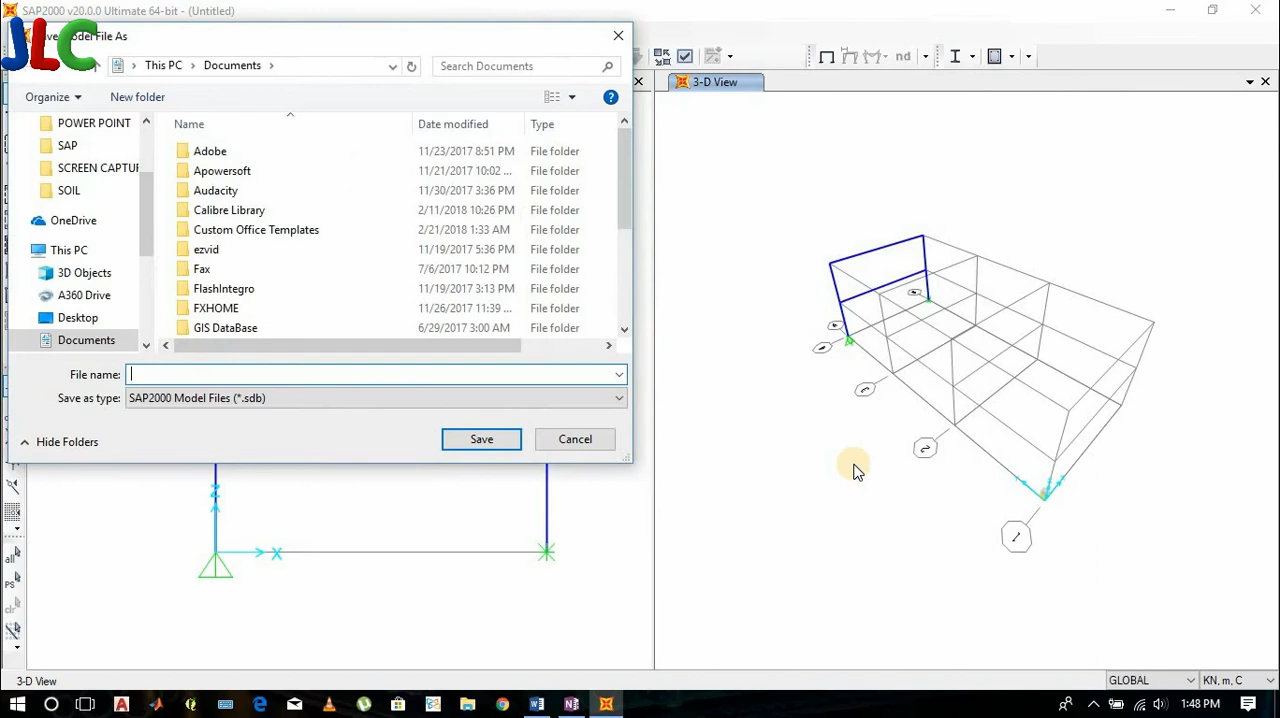 SAP2000 v20.0.0 Ultimate 64-bit - (Untitled)
JLC
Model File As
This PC
Documents
Search Documents
Organize
New folder
Name
Date modified
Type
POWER POINT
SAP
SCREEN CAPTU
SOIL
OneDrive
This PC
3D Objects
A360 Drive
Desktop
Documents
Adobe 11/23/2017 8:51 PM File folder
Apowersoft 11/21/2017 10:02 ... File folder
Audacity 11/30/2017 3:36 PM File folder
Calibre Library 2/11/2018 10:26 PM File folder
Custom Office Templates 2/21/2018 1:33 AM File folder
ezvid 11/19/2017 5:36 PM File folder
Fax 7/6/2017 10:12 PM File folder
FlashIntegro 11/19/2017 3:13 PM File folder
FXHOME 11/26/2017 11:39 ... File folder
GIS DataBase 6/29/2017 3:00 AM File folder
File name:
Save as type: SAP2000 Model Files (*.sdb)
Hide Folders
Save
Cancel
nd
3-D View
all
PS
clr
Z
X
3-D View
GLOBAL
KN, m, C
1:48 PM